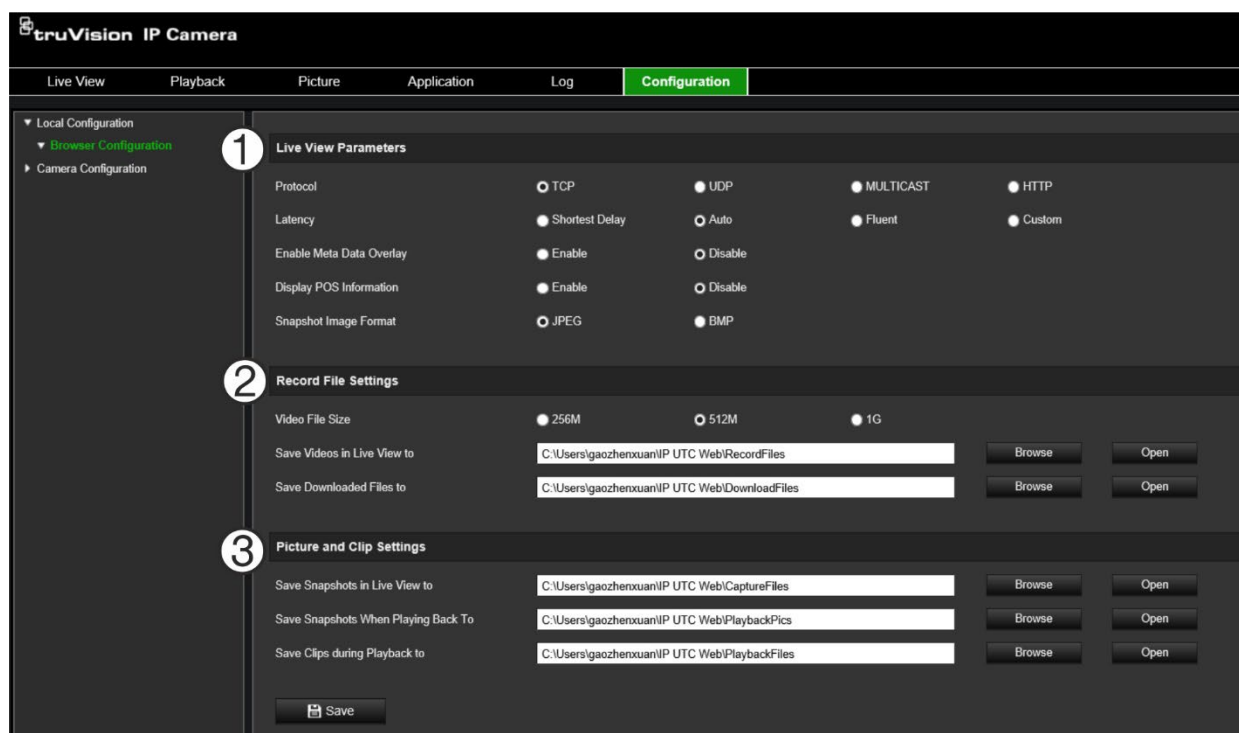 truVision IP Camera
Live View Playback Picture Application Log Configuration
Local Configuration
Browser Configuration
Camera Configuration
1 Live View Parameters
Protocol TCP UDP MULTICAST HTTP
Latency Shortest Delay Auto Fluent Custom
Enable Meta Data Overlay Enable Disable
Display POS Information Enable Disable
Snapshot Image Format JPEG BMP
2 Record File Settings
Video File Size 256M 512M 1G
Save Videos in Live View to C:\Users\gaozhenxuan\IP UTC Web\RecordFiles Browse Open
Save Downloaded Files to C:\Users\gaozhenxuan\IP UTC Web\DownloadFiles Browse Open
3 Picture and Clip Settings
Save Snapshots in Live View to C:\Users\gaozhenxuan\IP UTC Web\CaptureFiles Browse Open
Save Snapshots When Playing Back To C:\Users\gaozhenxuan\IP UTC Web\PlaybackPics Browse Open
Save Clips during Playback to C:\Users\gaozhenxuan\IP UTC Web\PlaybackFiles Browse Open
Save